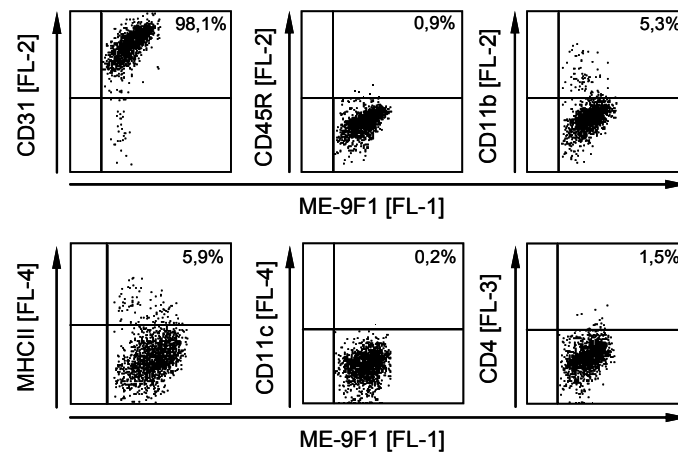 98,1%
0,9%
5,3%
CD31 [FL-2]
CD45R [FL-2]
CD11b [FL-2]
ME-9F1 [FL-1]
5,9%
0,2%
1,5%
MHCII [FL-4]
CD11c [FL-4]
CD4 [FL-3]
ME-9F1 [FL-1]